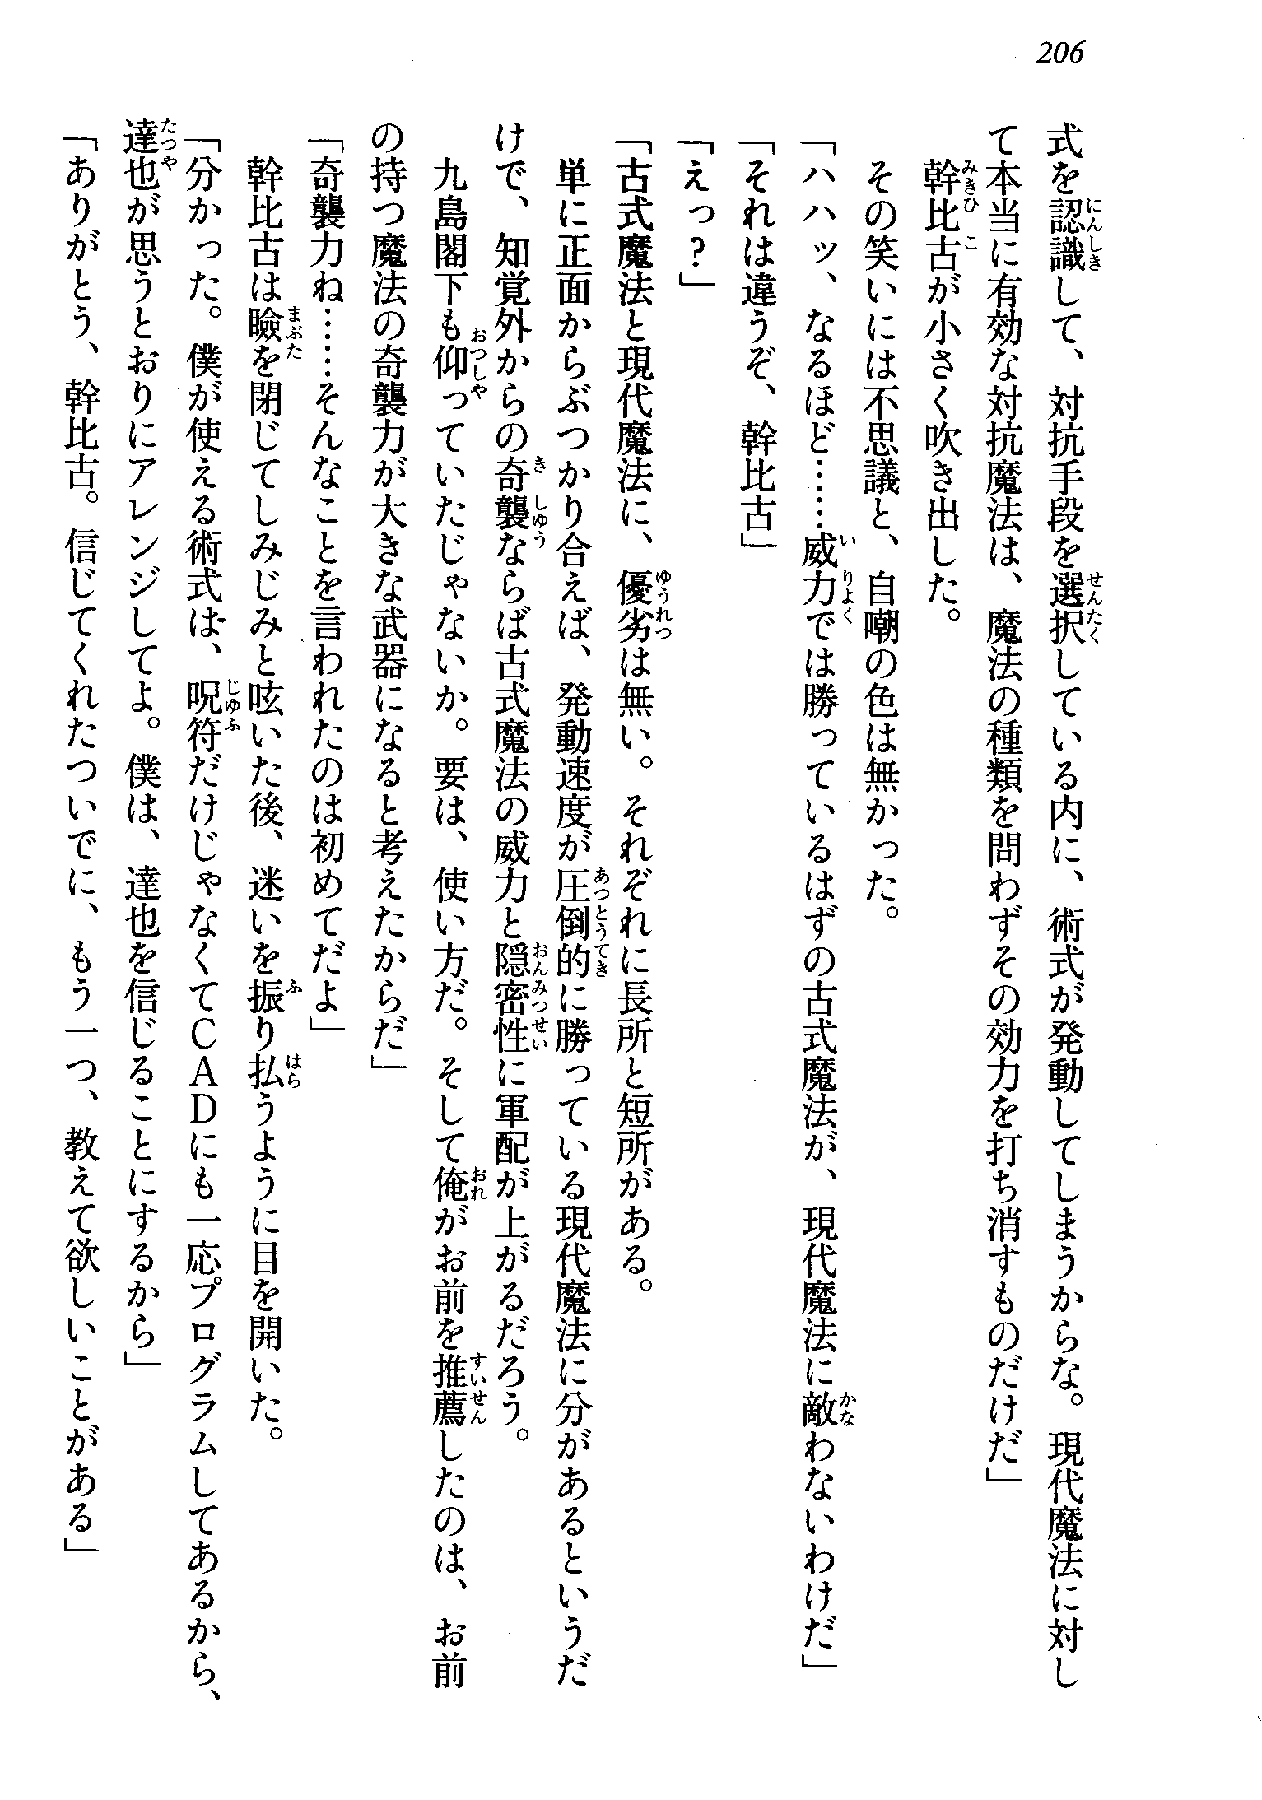 206
式を認識して、対抗手段を選択している内に、術式が発動してしまうからな。現代魔法に対し
て本当に有効な対抗魔法は、魔法の種類を問わずその効力を打ち消すものだけだ」
幹比古が小さく吹き出した。
その笑いには不思議と、自嘲の色は無かった。
「ハハッ、なるほど……威力では勝っているはずの古式魔法が、現代魔法に敵わないわけだ」
「それは違うぞ、幹比古」
「えっ？」
「古式魔法と現代魔法に、優劣は無い。それぞれに長所と短所がある。
単に正面からぶつかり合えば、発動速度が圧倒的に勝っている現代魔法に分があるというだ
けで、知覚外からの奇襲ならば古式魔法の威力と隠密性に軍配が上がるだろう。
九島閣下も仰っていたじゃないか。要は、使い方だ。そして俺がお前を推薦したのは、お前
の持つ魔法の奇襲力が大きな武器になると考えたからだ」
「奇襲力ね……そんなことを言われたのは初めてだよ」
幹比古は瞼を閉じてしみじみと呟いた後、迷いを振り払うように目を開いた。
「分かった。僕が使える術式は、呪符だけじゃなくてＣＡＤにも一応プログラムしてあるから、
達也が思うとおりにアレンジしてよ。僕は、達也を信じることにするから」
「ありがとう、幹比古。信じてくれたついでに、もう一つ、教えて欲しいことがある」